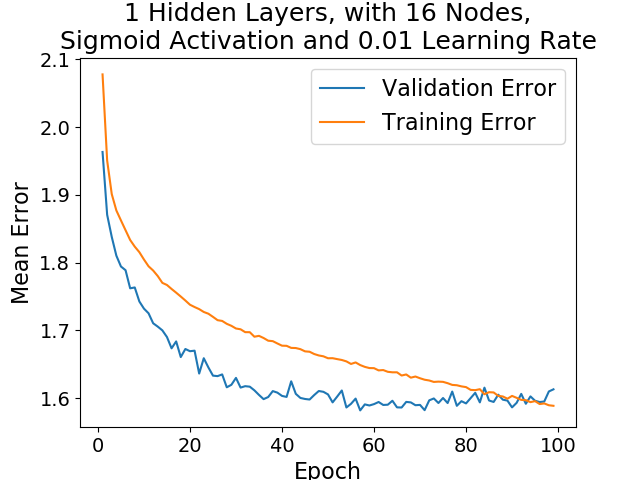 1 Hidden Layers, with 16 Nodes,
Sigmoid Activation and 0.01 Learning Rate
2.1
2.0
1.9
1.8
1.7
1.6
Mean Error
Validation Error
Training Error
0 20 40 60 80 100
Epoch